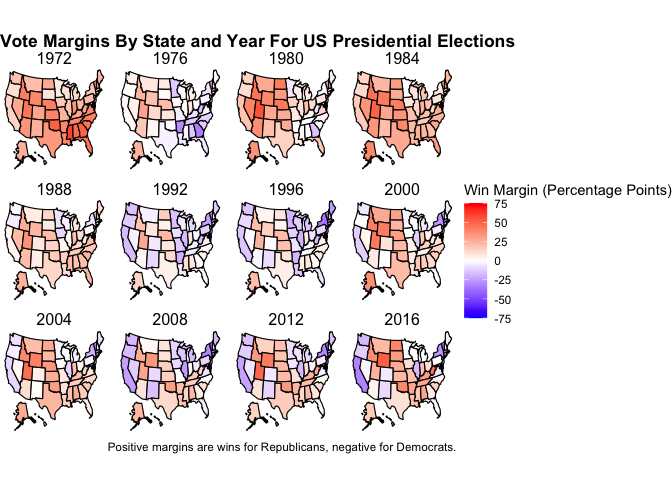 Vote Margins By State and Year For US Presidential Elections
1972 1976 1980 1984
1988 1992 1996 2000
Win Margin (Percentage Points)
75
50
25
0
-25
-50
-75
2004 2008 2012 2016
Positive margins are wins for Republicans, negative for Democrats.